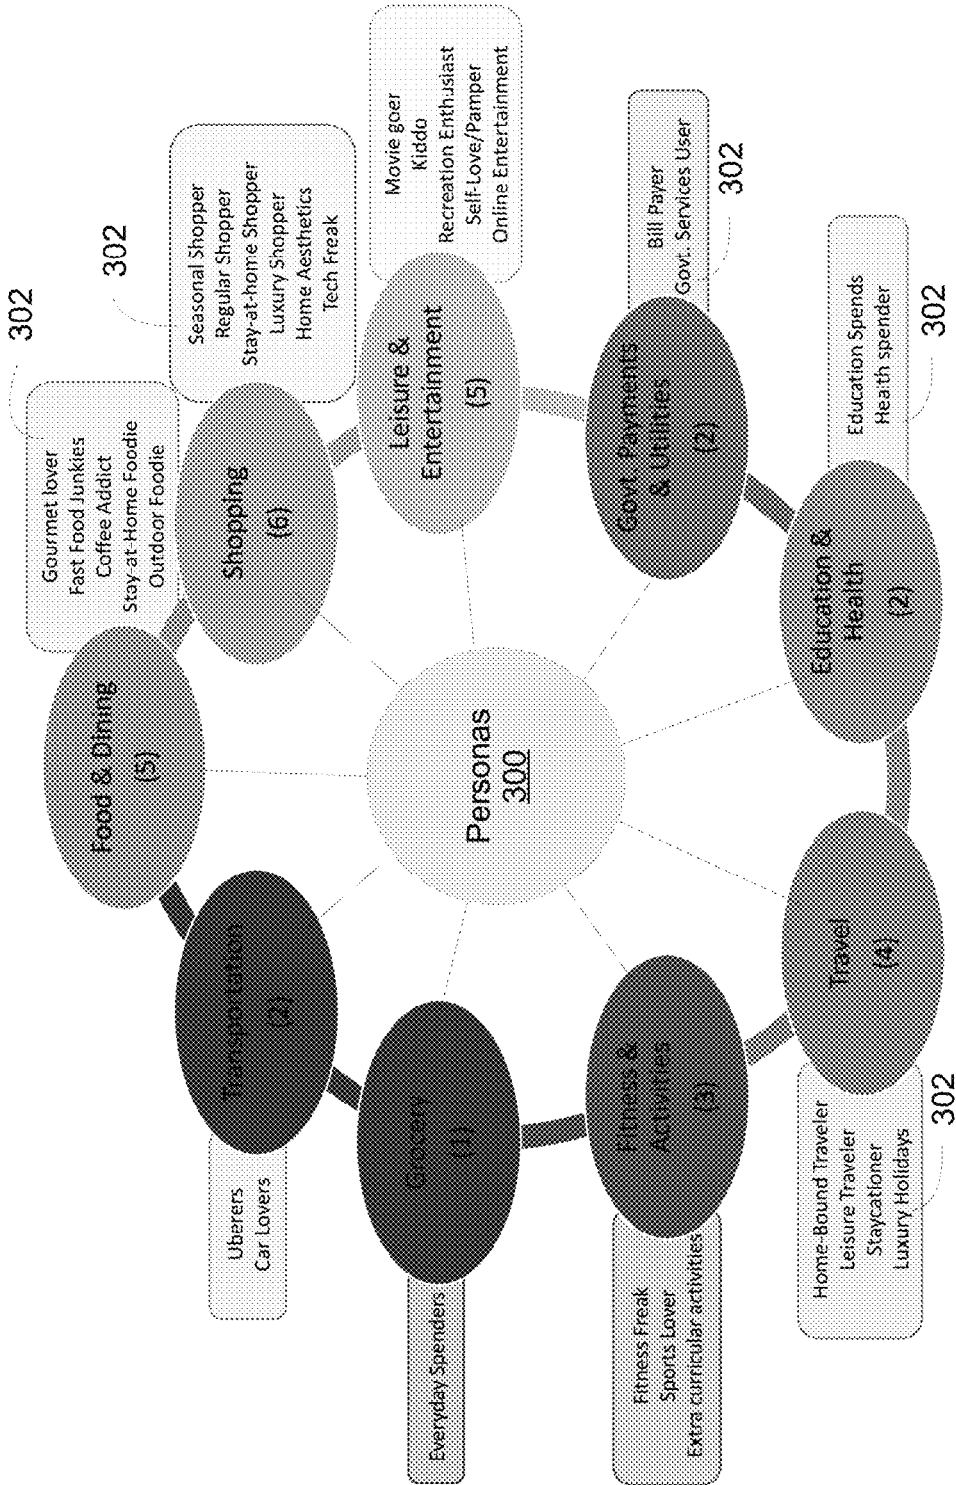 302
Gourmet lover
Fast Food Junkies
Coffee Addict
Stay-at-Home Foodie
Outdoor Foodie
Food & Dining
(5)
302
Seasonal Shopper
Regular Shopper
Stay-at-home Shopper
Luxury Shopper
Home Aesthetics
Tech Freak
Shopping
(6)
Movie goer
Kiddo
Recreation Enthusiast
Self-Love/Pamper
Online Entertainment
Leisure &
Entertainment
(5)
Bill Payer
Govt. Services User
302
Govt. Payments
& Utilities
(2)
Education Spends
Health spender
302
Education &
Health
(2)
Home-Bound Traveler
Leisure Traveler
Staycationer
Luxury Holidays
302
Travel
(4)
Fitness Freak
Sports Lover
Extra curricular activities
Fitness &
Activities
(3)
Everyday Spenders
Grocery
(1)
Uberers
Car Lovers
Transportation
(2)
Personas
300